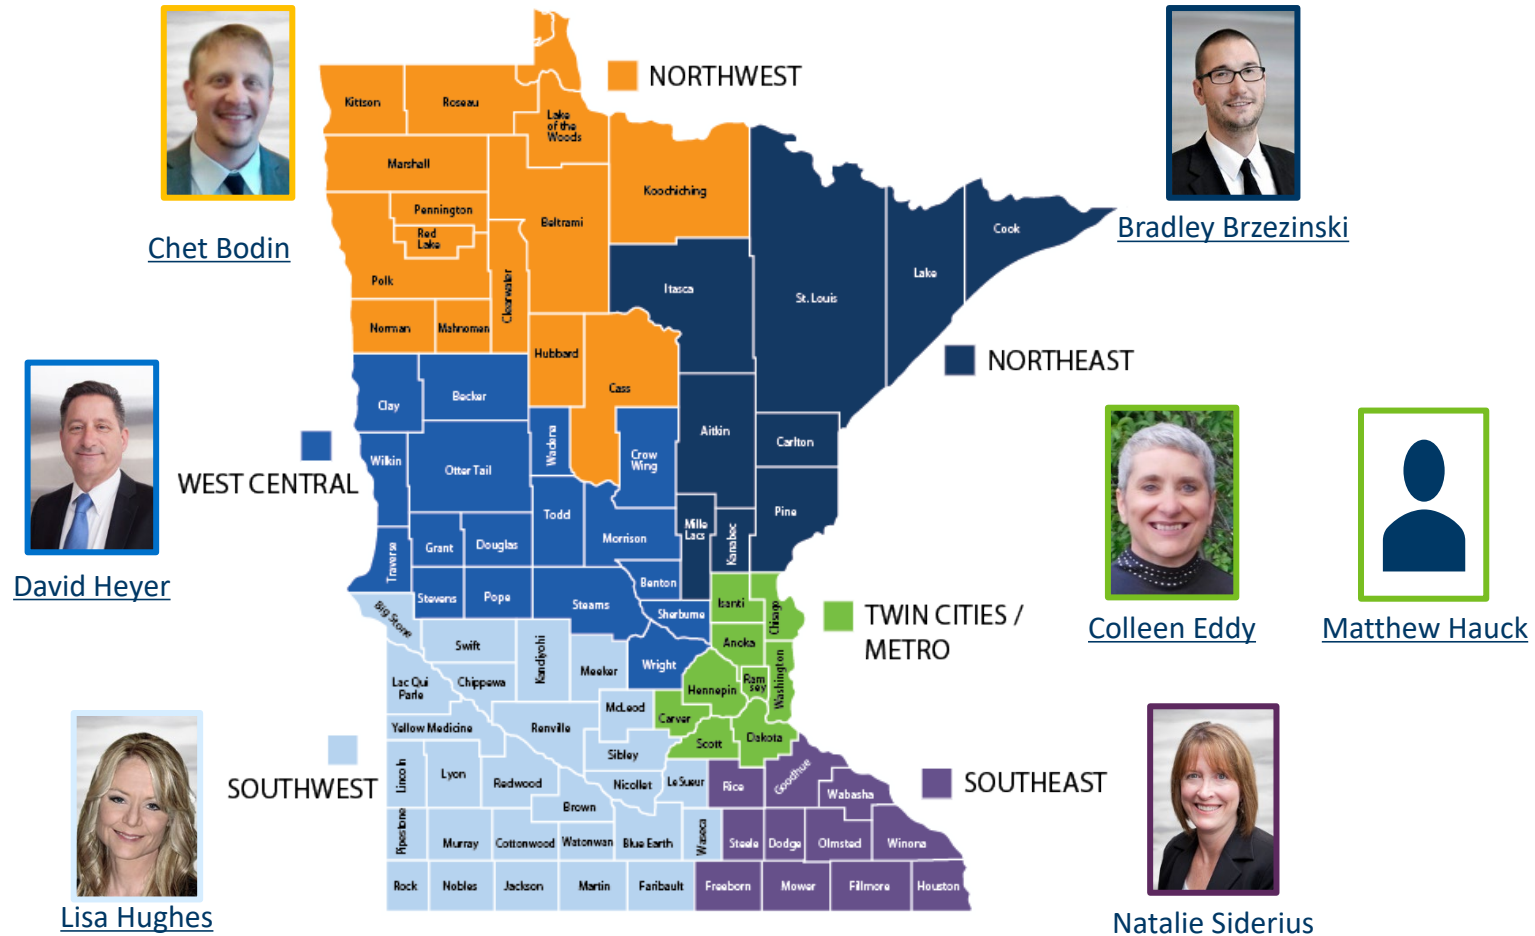 NORTHWEST
Kittson
Roseau
Lake
of the
Woods
Marshall
Koochiching
Pennington
Red
Lake
Beltrami
Polk
Clearwater
Norman
Mahnomen
Hubbard
Cass
Chet Bodin
Bradley Brzezinski
Cook
Lake
St. Louis
Itasca
NORTHEAST
Aitkin
Carlton
Pine
Mille
Lacs
Kanabec
WEST CENTRAL
Clay
Becker
Wilkin
Otter Tail
Wadena
Crow
Wing
Todd
Morrison
Grant
Douglas
Traverse
Stevens
Pope
Stearns
Benton
Sherburne
Wright
David Heyer
TWIN CITIES /
METRO
Isanti
Chisago
Anoka
Washington
Ram
sey
Hennepin
Carver
Scott
Dakota
Colleen Eddy
Matthew Hauck
Big Stone
Swift
Kandiyohi
Meeker
Lac Qui
Parle
Chippewa
McLeod
Yellow Medicine
Renville
Sibley
Lincoln
Lyon
Redwood
Nicollet
Le Sueur
Brown
Pipestone
Murray
Cottonwood
Watonwan
Blue Earth
Waseca
Rock
Nobles
Jackson
Martin
Faribault
SOUTHWEST
Lisa Hughes
SOUTHEAST
Rice
Goodhue
Wabasha
Steele
Dodge
Olmsted
Winona
Freeborn
Mower
Fillmore
Houston
Natalie Siderius